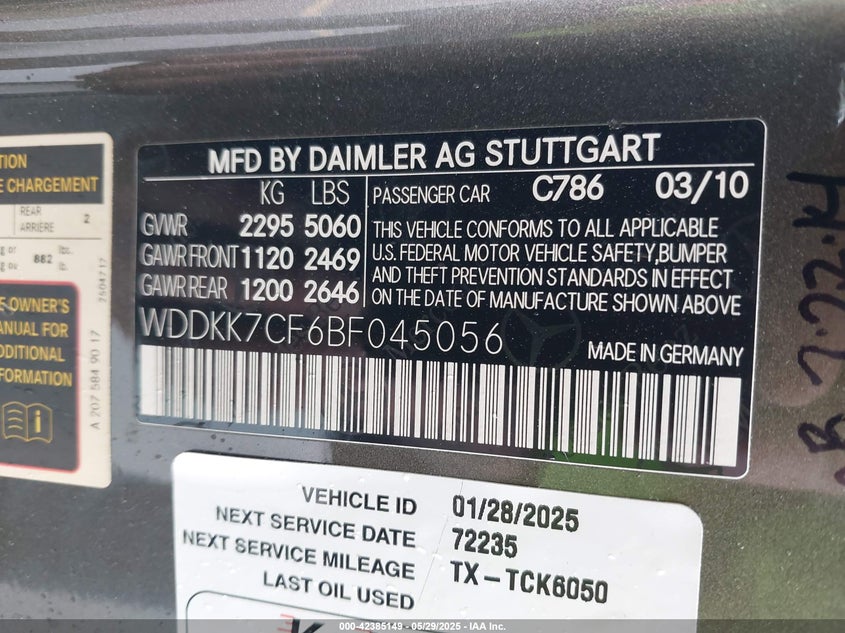 MFD BY DAIMLER AG STUTTGART
KG LBS
GVWR 2295 5060
GAWR FRONT 1120 2469
GAWR REAR 1200 2646
PASSENGER CAR C786 03/10
THIS VEHICLE CONFORMS TO ALL APPLICABLE
U.S. FEDERAL MOTOR VEHICLE SAFETY,BUMPER
AND THEFT PREVENTION STANDARDS IN EFFECT
ON THE DATE OF MANUFACTURE SHOWN ABOVE
WDDKK7CF6BF045056
MADE IN GERMANY
TION
E CHARGEMENT
REAR
ARRIÈRE
2
882 lb.
2504717
E OWNER'S
ANUAL FOR
DDITIONAL
FORMATION
A 207 584 90 17
VEHICLE ID
NEXT SERVICE DATE 01/28/2025
NEXT SERVICE MILEAGE 72235
LAST OIL USED TX-TCK6050
K
000-42385149 - 05/29/2025 - IAA Inc.